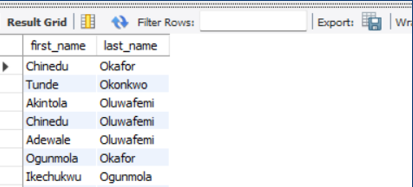 Result Grid Filter Rows: Export:
first_name last_name
Chinedu Okafor
Tunde Okonkwo
Akintola Oluwafemi
Chinedu Oluwafemi
Adewale Oluwafemi
Ogunmola Okafor
Ikechukwu Ogunmola